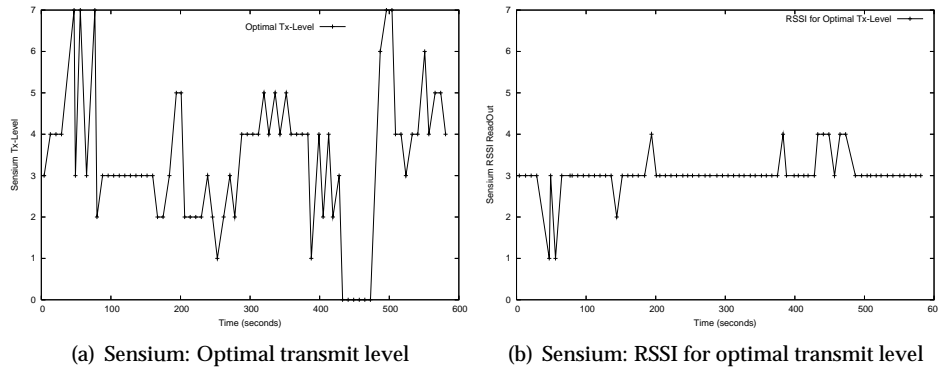 Optimal Tx-Level
7
6
5
4
3
2
1
0
Sensium Tx-Level
0 100 200 300 400 500 600
Time (seconds)
(a) Sensium: Optimal transmit level
RSSI for Optimal Tx-Level
7
6
5
4
3
2
1
0
Sensium RSSI ReadOut
0 100 200 300 400 500 60
Time (seconds)
(b) Sensium: RSSI for optimal transmit level